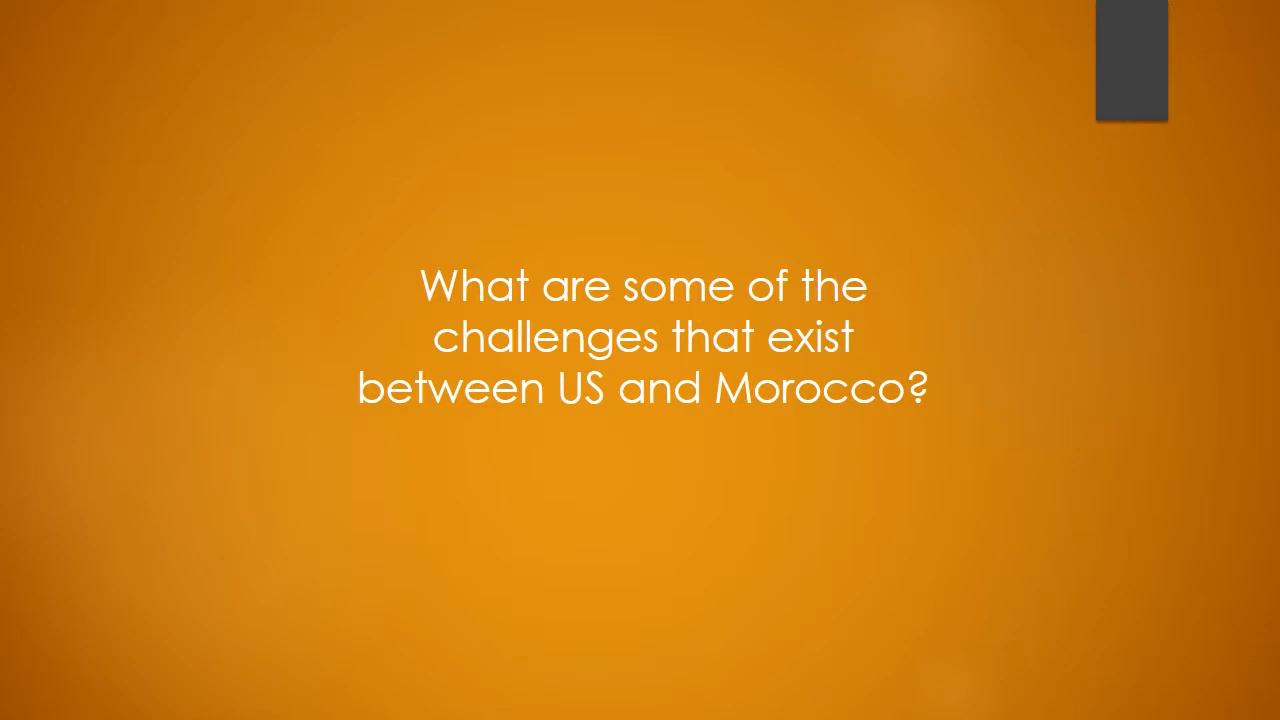 What are some of the
challenges that exist
between US and Morocco?